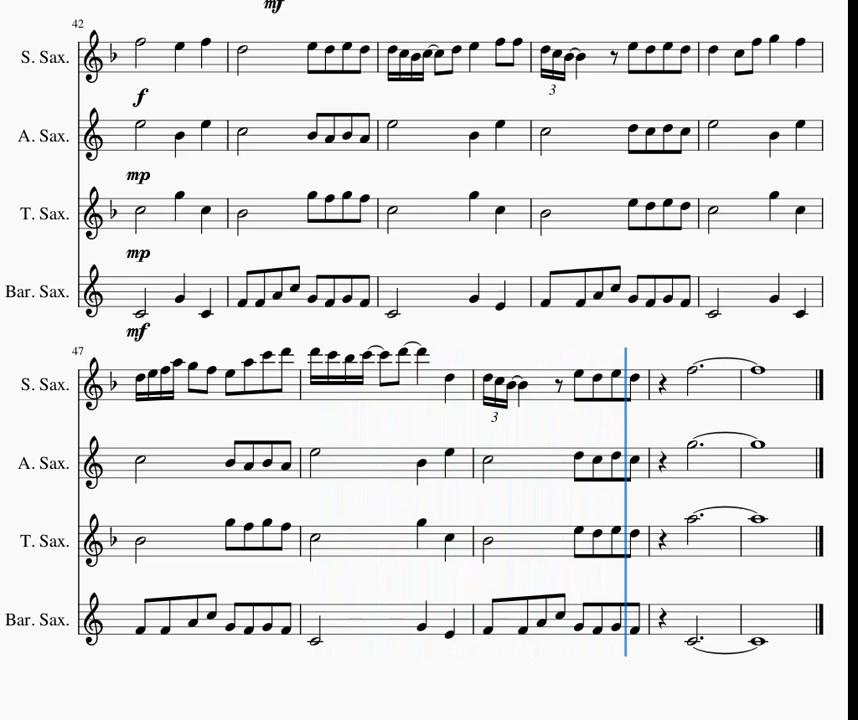 mf
42
S. Sax.
f
A. Sax.
mp
T. Sax.
mp
Bar. Sax.
mf
47
S. Sax.
3
3
A. Sax.
T. Sax.
Bar. Sax.